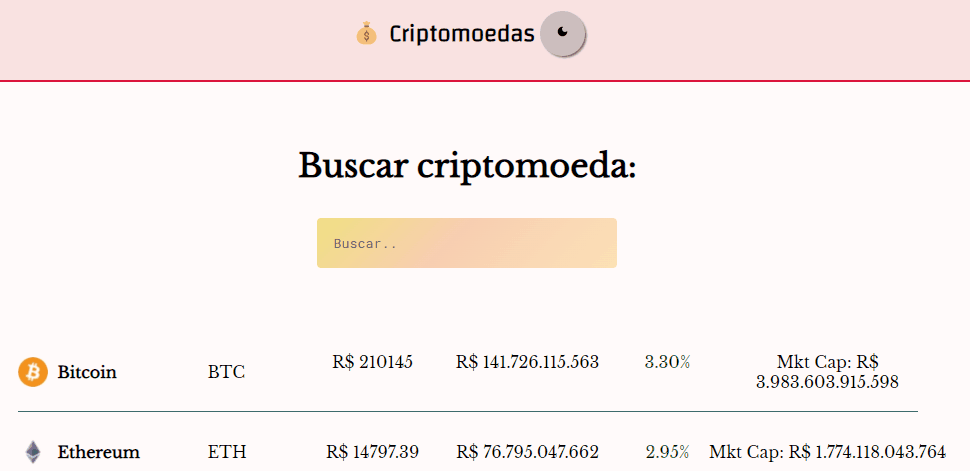 Criptomoedas
Buscar criptomoeda:
Buscar..
Bitcoin BTC R$ 210145 R$ 141.726.115.563 3.30% Mkt Cap: R$
3.983.603.915.598
Ethereum ETH R$ 14797.39 R$ 76.795.047.662 2.95% Mkt Cap: R$ 1.774.118.043.764